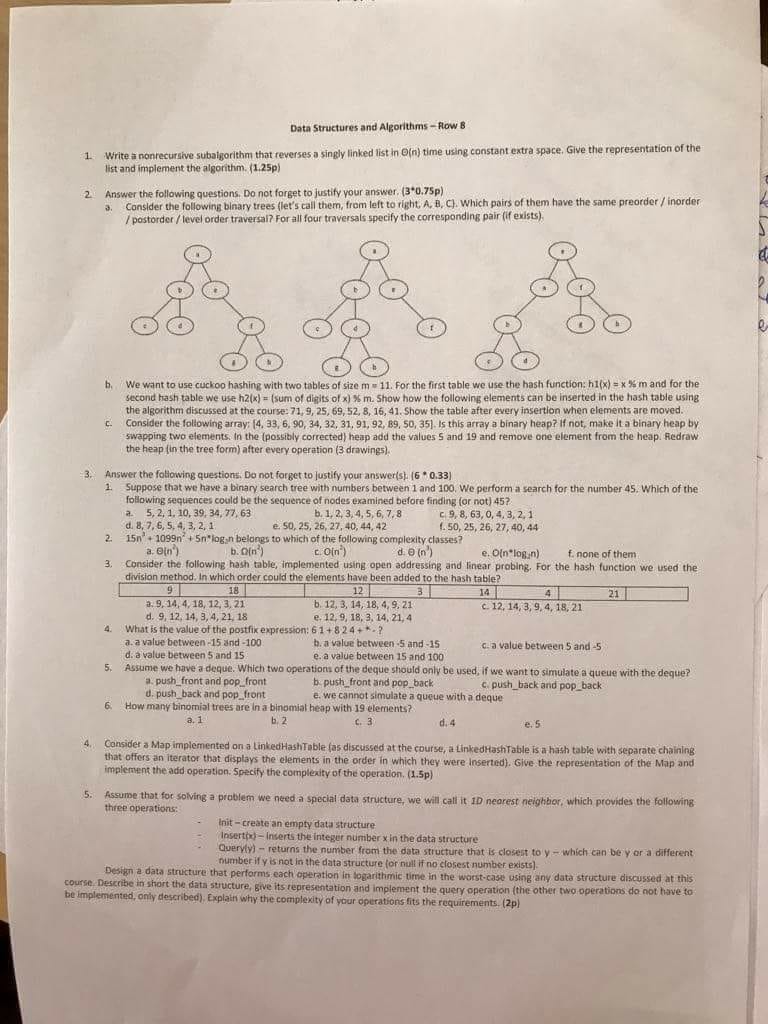 Data Structures and Algorithms – Row 8
1. Write a nonrecursive subalgorithm that reverses a singly linked list in Θ(n) time using constant extra space. Give the representation of the
list and implement the algorithm. (1.25p)
2. Answer the following questions. Do not forget to justify your answer. (3*0.75p)
a. Consider the following binary trees (let's call them, from left to right, A, B, C). Which pairs of them have the same preorder / inorder
/ postorder / level order traversal? For all four traversals specify the corresponding pair (if exists).
a a e
b e b e a f
c d f c d f b g h
g h g h c d
b. We want to use cuckoo hashing with two tables of size m = 11. For the first table we use the hash function: h1(x) = x % m and for the
second hash table we use h2(x) = (sum of digits of x) % m. Show how the following elements can be inserted in the hash table using
the algorithm discussed at the course: 71, 9, 25, 69, 52, 8, 16, 41. Show the table after every insertion when elements are moved.
c. Consider the following array: [4, 33, 6, 90, 34, 32, 31, 91, 92, 89, 50, 35]. Is this array a binary heap? If not, make it a binary heap by
swapping two elements. In the (possibly corrected) heap add the values 5 and 19 and remove one element from the heap. Redraw
the heap (in the tree form) after every operation (3 drawings).
3. Answer the following questions. Do not forget to justify your answer(s). (6 * 0.33)
1. Suppose that we have a binary search tree with numbers between 1 and 100. We perform a search for the number 45. Which of the
following sequences could be the sequence of nodes examined before finding (or not) 45?
a. 5, 2, 1, 10, 39, 34, 77, 63 b. 1, 2, 3, 4, 5, 6, 7, 8 c. 9, 8, 63, 0, 4, 3, 2, 1
d. 8, 7, 6, 5, 4, 3, 2, 1 e. 50, 25, 26, 27, 40, 44, 42 f. 50, 25, 26, 27, 40, 44
2. 15n³ + 1099n² + 5n*log₂n belongs to which of the following complexity classes?
a. Θ(n²) b. Ω(n²) c. O(n²) d. Θ (n³) e. O(n*log₂n) f. none of them
3. Consider the following hash table, implemented using open addressing and linear probing. For the hash function we used the
division method. In which order could the elements have been added to the hash table?
9 18 12 3 14 4 21
a. 9, 14, 4, 18, 12, 3, 21 b. 12, 3, 14, 18, 4, 9, 21 c. 12, 14, 3, 9, 4, 18, 21
d. 9, 12, 14, 3, 4, 21, 18 e. 12, 9, 18, 3, 14, 21, 4
4. What is the value of the postfix expression: 6 1 + 8 2 4 + * - ?
a. a value between -15 and -100 b. a value between -5 and -15 c. a value between 5 and -5
d. a value between 5 and 15 e. a value between 15 and 100
5. Assume we have a deque. Which two operations of the deque should only be used, if we want to simulate a queue with the deque?
a. push_front and pop_front b. push_front and pop_back c. push_back and pop_back
d. push_back and pop_front e. we cannot simulate a queue with a deque
6. How many binomial trees are in a binomial heap with 19 elements?
a. 1 b. 2 c. 3 d. 4 e. 5
4. Consider a Map implemented on a LinkedHashTable (as discussed at the course, a LinkedHashTable is a hash table with separate chaining
that offers an iterator that displays the elements in the order in which they were inserted). Give the representation of the Map and
implement the add operation. Specify the complexity of the operation. (1.5p)
5. Assume that for solving a problem we need a special data structure, we will call it 1D nearest neighbor, which provides the following
three operations:
- Init – create an empty data structure
- Insert(x) – inserts the integer number x in the data structure
- Query(y) – returns the number from the data structure that is closest to y – which can be y or a different
number if y is not in the data structure (or null if no closest number exists).
Design a data structure that performs each operation in logarithmic time in the worst-case using any data structure discussed at this
course. Describe in short the data structure, give its representation and implement the query operation (the other two operations do not have to
be implemented, only described). Explain why the complexity of your operations fits the requirements. (2p)